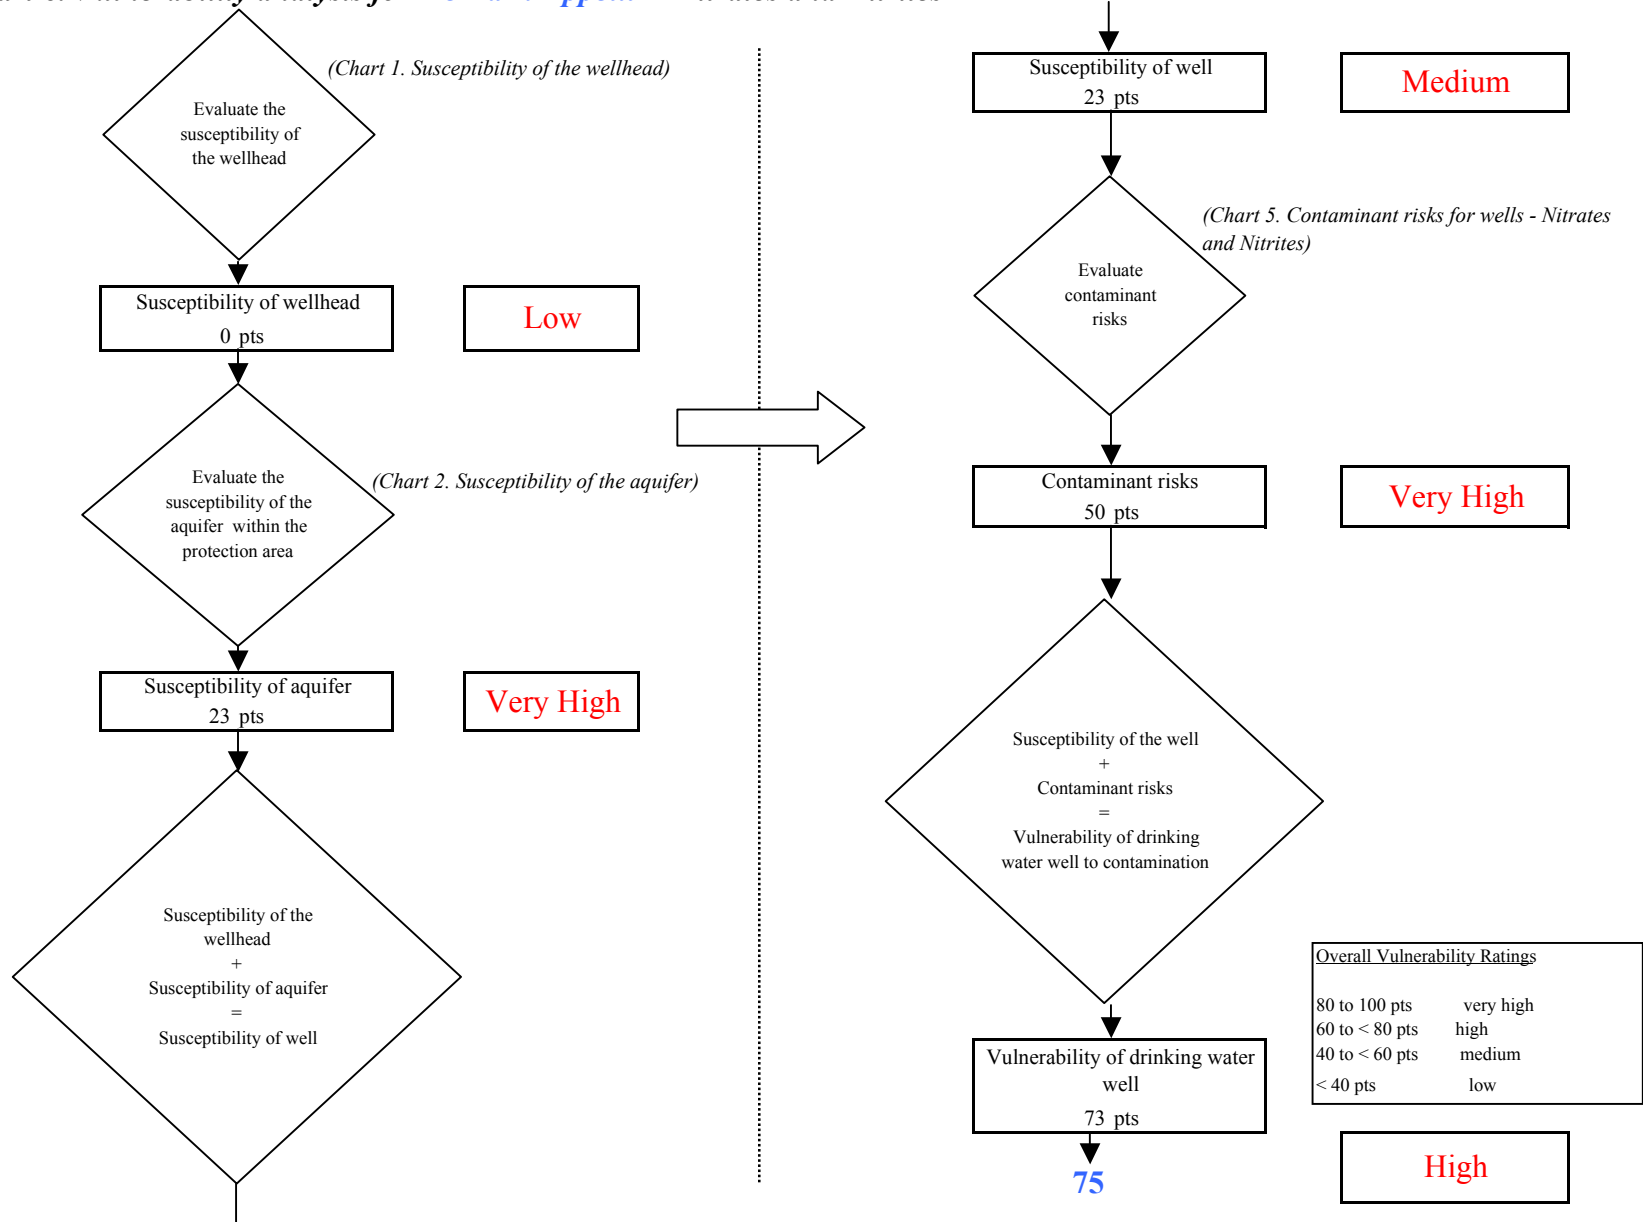 (Chart 1. Susceptibility of the wellhead)
Evaluate the
susceptibility of
the wellhead
Susceptibility of wellhead
0 pts
Low
Evaluate the
susceptibility of the
aquifer within the
protection area
(Chart 2. Susceptibility of the aquifer)
Susceptibility of aquifer
23 pts
Very High
Susceptibility of the
wellhead
+
Susceptibility of aquifer
=
Susceptibility of well
Susceptibility of well
23 pts
Medium
(Chart 5. Contaminant risks for wells - Nitrates
and Nitrites)
Evaluate
contaminant
risks
Contaminant risks
50 pts
Very High
Susceptibility of the well
+
Contaminant risks
=
Vulnerability of drinking
water well to contamination
Overall Vulnerability Ratings
80 to 100 pts very high
60 to < 80 pts high
40 to < 60 pts medium
< 40 pts low
Vulnerability of drinking water
well
73 pts
75
High